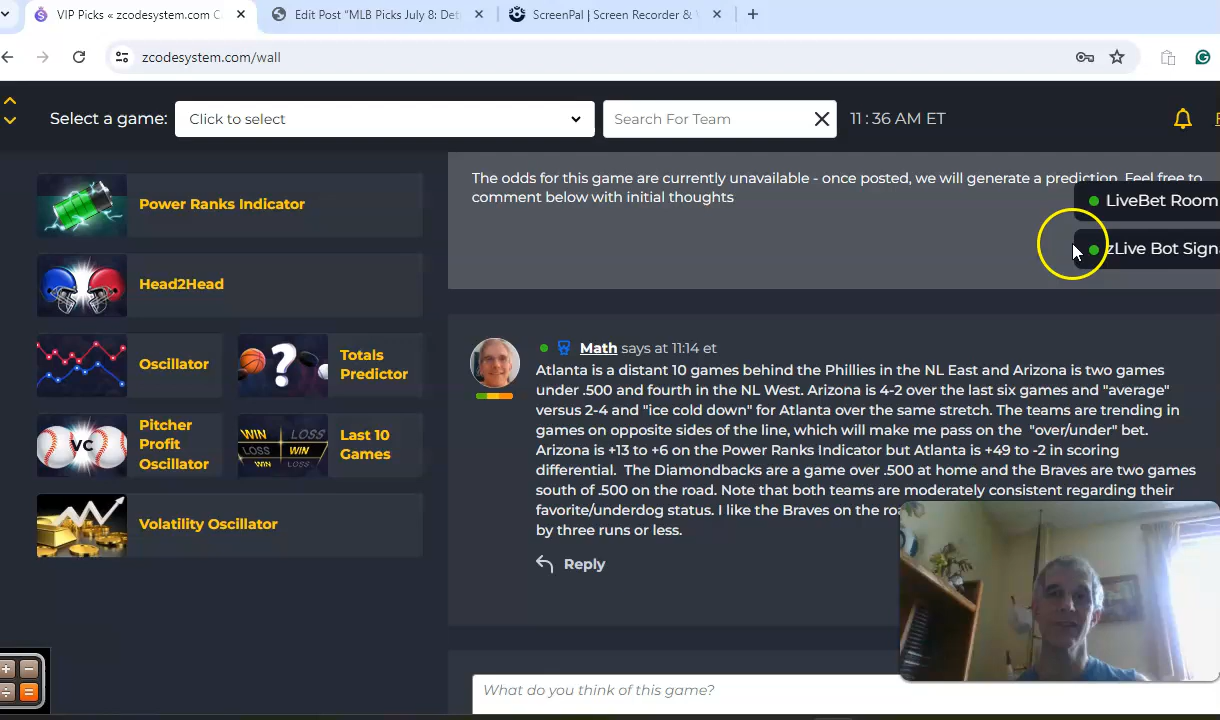 VIP Picks « zcodesystem.com C
Edit Post "MLB Picks July 8: Det
ScreenPal | Screen Recorder &
zcodesystem.com/wall
Select a game:
Click to select
Search For Team
11 : 36 AM ET
The odds for this game are currently unavailable - once posted, we will generate a prediction. Feel free to
comment below with initial thoughts
LiveBet Room
zLive Bot Sign
Power Ranks Indicator
Head2Head
Oscillator
Totals
Predictor
Pitcher
Profit
Oscillator
VC
WIN LOSS
LOSS WIN
WIN LOSS
Last 10
Games
Volatility Oscillator
Math says at 11:14 et
Atlanta is a distant 10 games behind the Phillies in the NL East and Arizona is two games
under .500 and fourth in the NL West. Arizona is 4-2 over the last six games and "average"
versus 2-4 and "ice cold down" for Atlanta over the same stretch. The teams are trending in
games on opposite sides of the line, which will make me pass on the "over/under" bet.
Arizona is +13 to +6 on the Power Ranks Indicator but Atlanta is +49 to -2 in scoring
differential. The Diamondbacks are a game over .500 at home and the Braves are two games
south of .500 on the road. Note that both teams are moderately consistent regarding their
favorite/underdog status. I like the Braves on the
by three runs or less.
Reply
What do you think of this game?